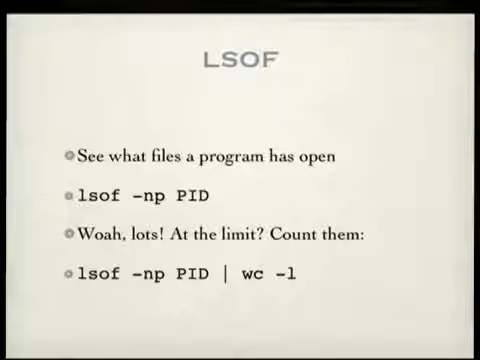 LSOF
See what files a program has open
lsof -np PID
Woah, lots! At the limit? Count them:
lsof -np PID | wc -l